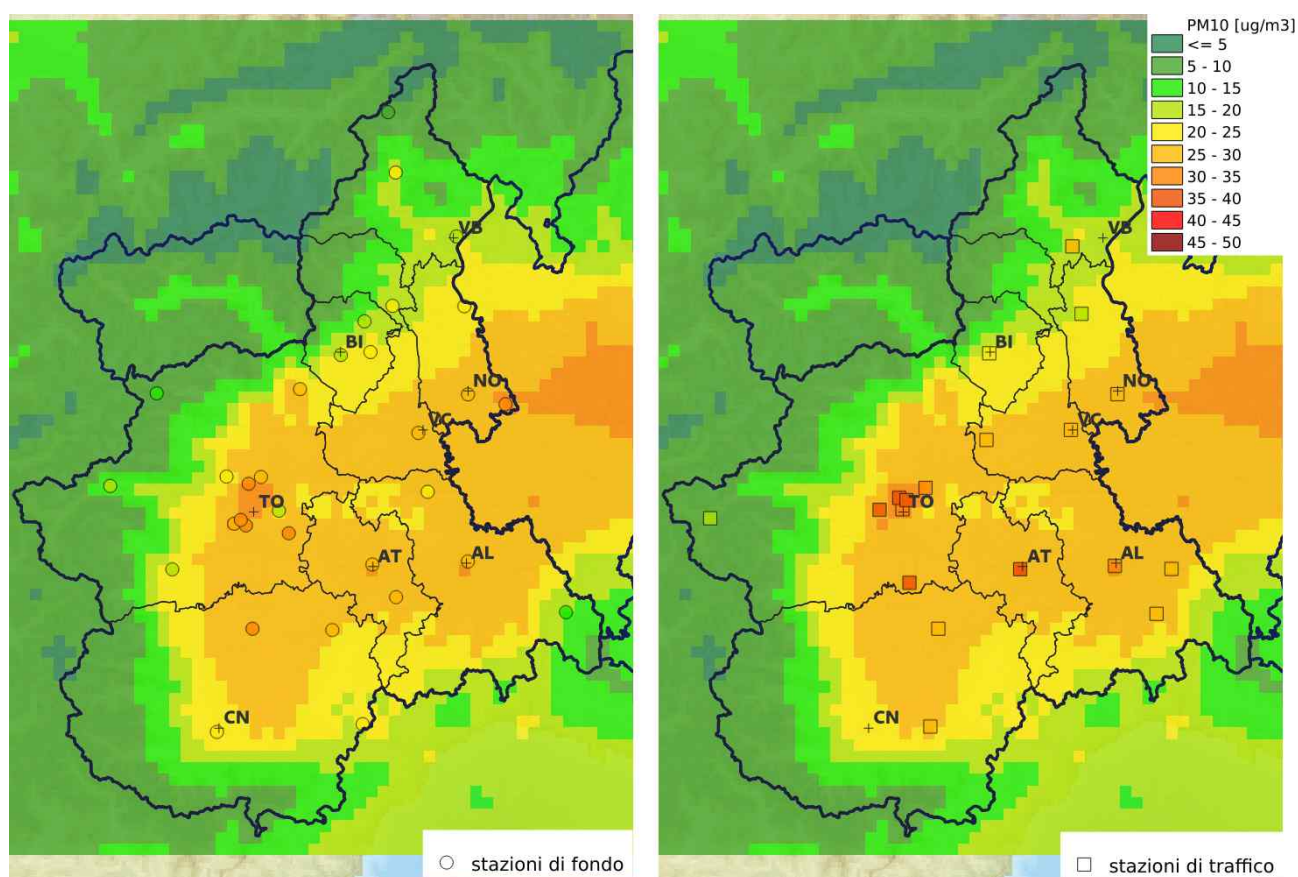 VB
BI
NO
VC
TO
AT
AL
CN
stazioni di fondo
PM10 [ug/m3]
<= 5
5 - 10
10 - 15
15 - 20
20 - 25
25 - 30
30 - 35
35 - 40
40 - 45
45 - 50
VB
BI
NO
VC
TO
AT
AL
CN
stazioni di traffico